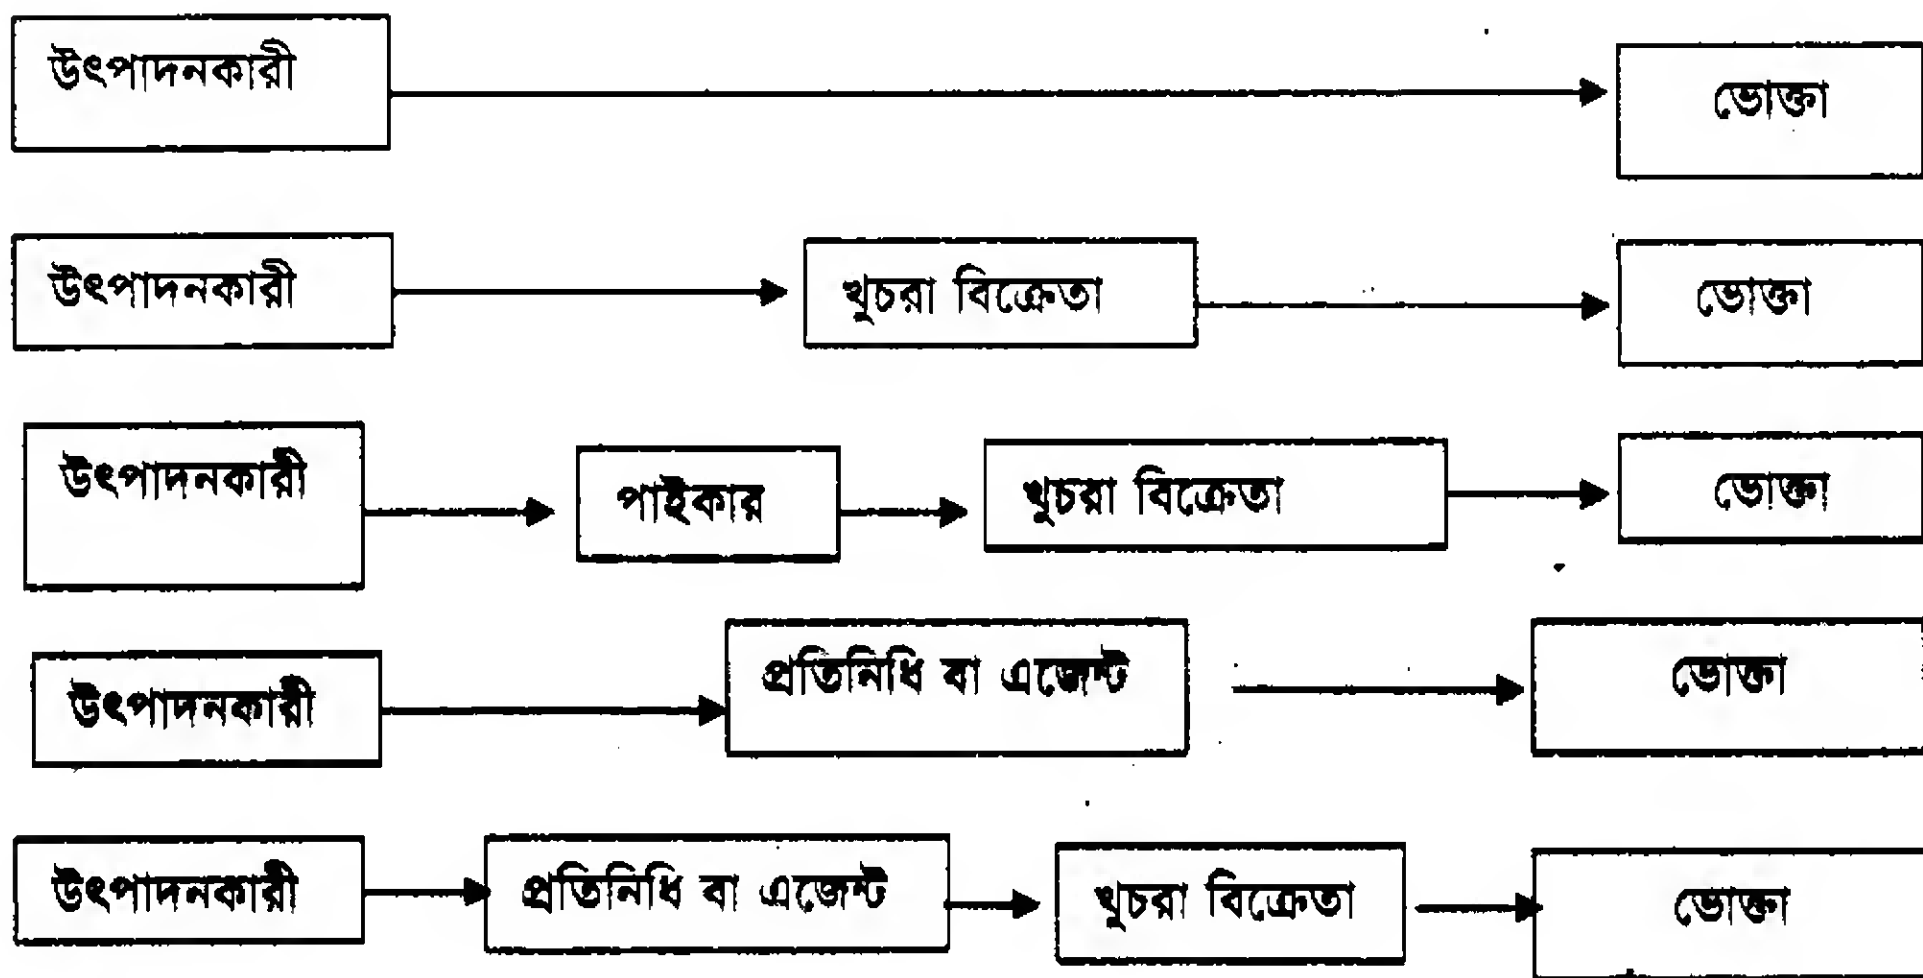 উৎপাদনকারী ভোক্তা
উৎপাদনকারী খুচরা বিক্রেতা ভোক্তা
উৎপাদনকারী পাইকার খুচরা বিক্রেতা ভোক্তা
উৎপাদনকারী প্রতিনিধি বা এজেন্ট ভোক্তা
উৎপাদনকারী প্রতিনিধি বা এজেন্ট খুচরা বিক্রেতা ভোক্তা